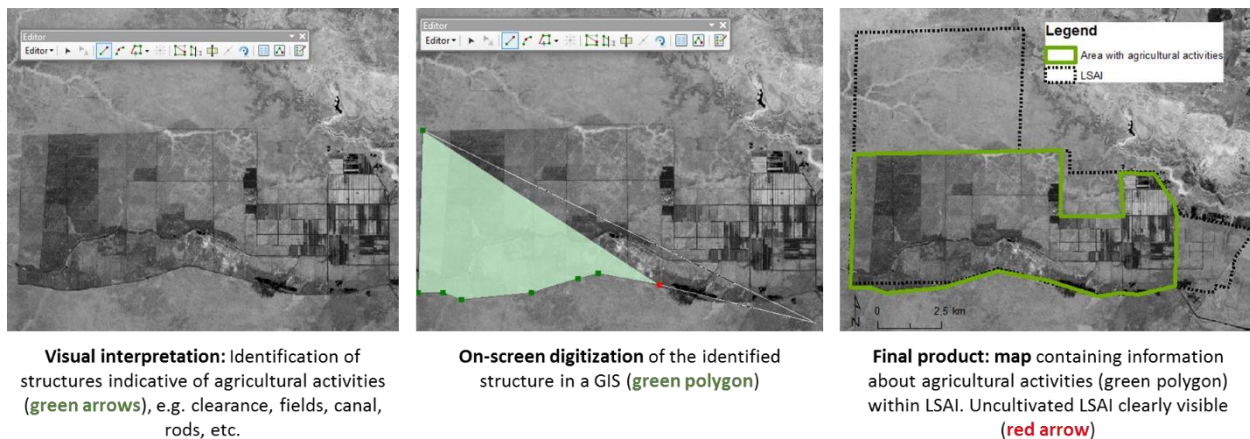 Editor
Editor▾
Editor
Editor▾
Legend
Area with agricultural activities
LSAI
N
0 2.5 km
Visual interpretation: Identification of
structures indicative of agricultural activities
(green arrows), e.g. clearance, fields, canal,
rods, etc.
On-screen digitization of the identified
structure in a GIS (green polygon)
Final product: map containing information
about agricultural activities (green polygon)
within LSAI. Uncultivated LSAI clearly visible
(red arrow)